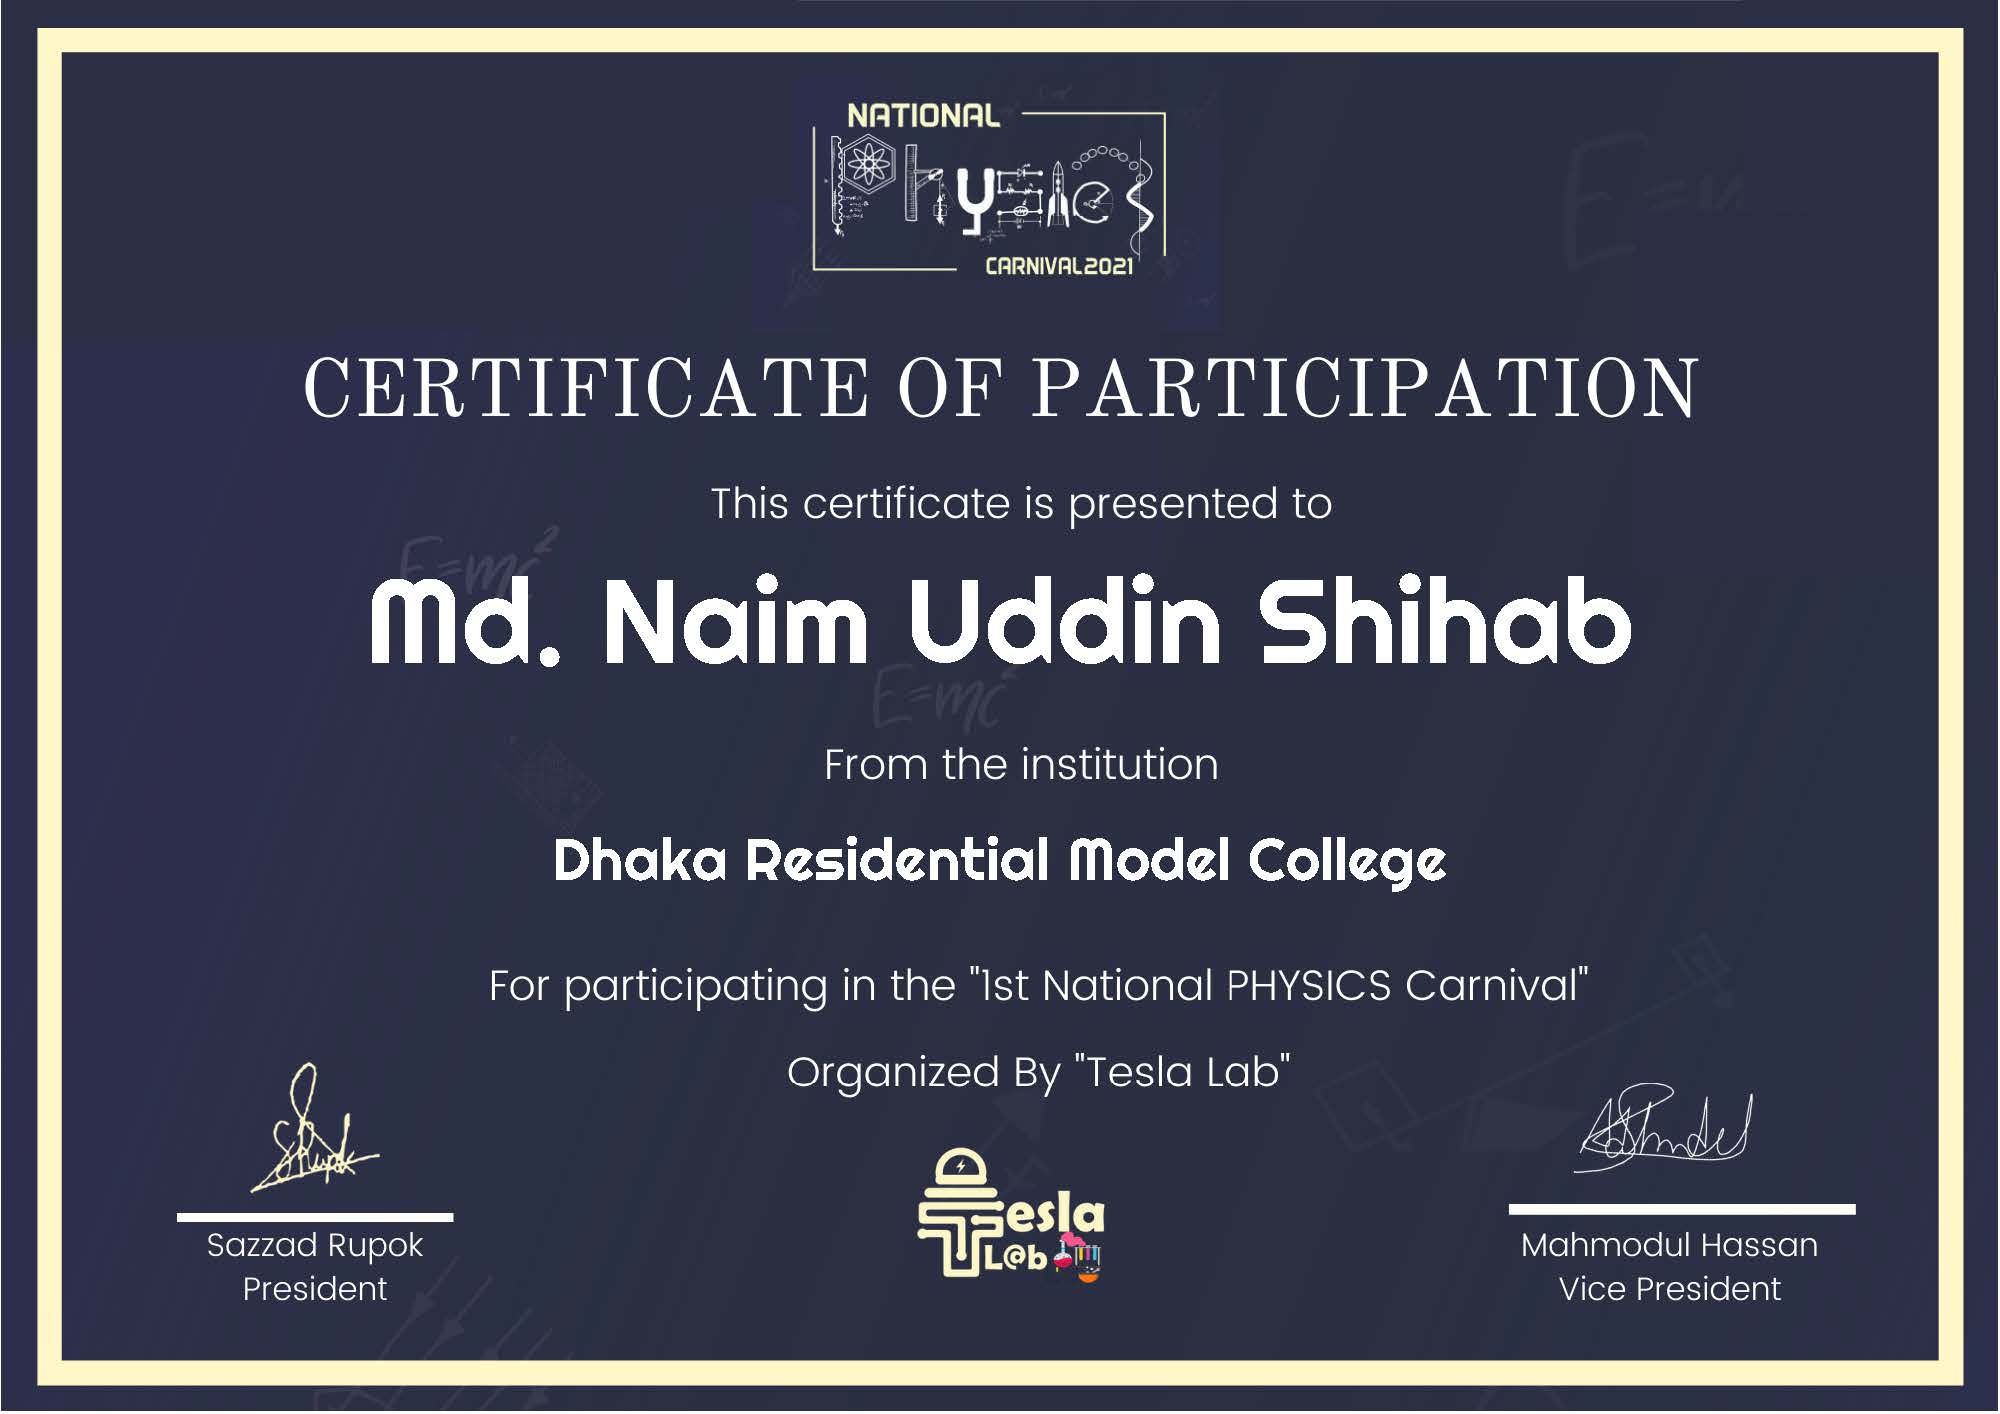 NATIONAL
Physics
CARNIVAL2021
CERTIFICATE OF PARTICIPATION
This certificate is presented to
E=mc²
Md. Naim Uddin Shihab
E=mc²
From the institution
Dhaka Residential Model College
For participating in the "1st National PHYSICS Carnival"
Organized By "Tesla Lab"
Tesla
L@b
Sazzad Rupok
President
Mahmodul Hassan
Vice President